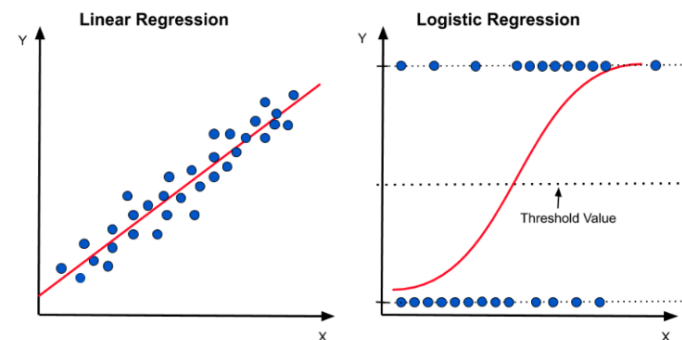 Linear Regression
Y
X
Logistic Regression
Y
Threshold Value
X